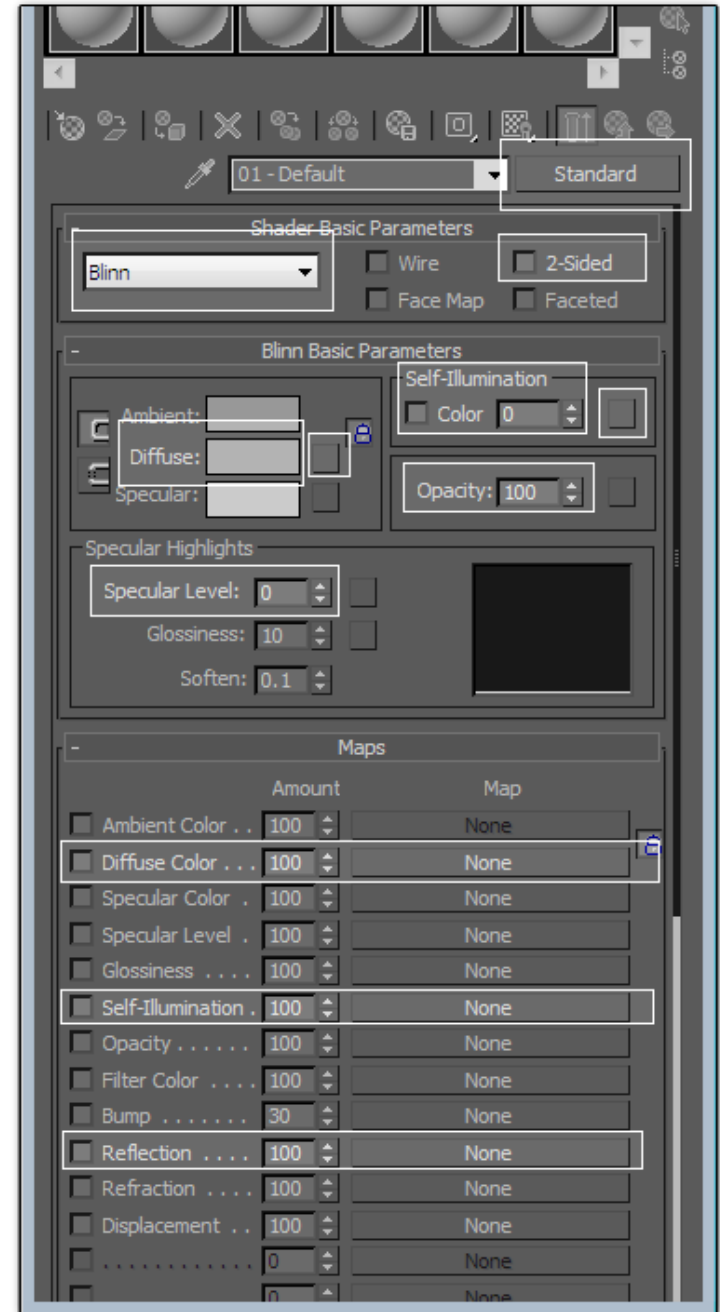 01 - Default Standard
Shader Basic Parameters
Blinn Wire 2-Sided
Face Map Faceted
- Blinn Basic Parameters
Self-Illumination
Ambient: Color 0
Diffuse:
Specular: Opacity: 100
Specular Highlights
Specular Level: 0
Glossiness: 10
Soften: 0.1
- Maps
Amount Map
Ambient Color . . 100 None
Diffuse Color . . . 100 None
Specular Color . 100 None
Specular Level . 100 None
Glossiness . . . . 100 None
Self-Illumination . 100 None
Opacity . . . . . . 100 None
Filter Color . . . . 100 None
Bump . . . . . . . 30 None
Reflection . . . . 100 None
Refraction . . . . 100 None
Displacement . . 100 None
. . . . . . . . . . . . 0 None
0 None